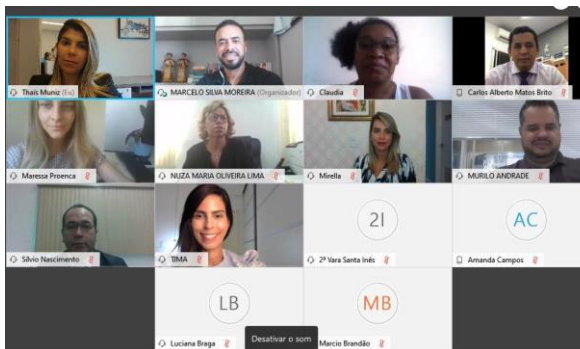 Thaís Muniz (Eu)
MARCELO SILVA MOREIRA (Organizador)
Claudia
Carlos Alberto Matos Brito
Maressa Proenca
NUZA MARIA OLIVEIRA LIMA
Mirella
MURILO ANDRADE
Silvio Nascimento
2I
2ª Vara Santa Inês
AC
Amanda Campos
LB
Luciana Braga
Desativar o som
MB
Marcio Brandão